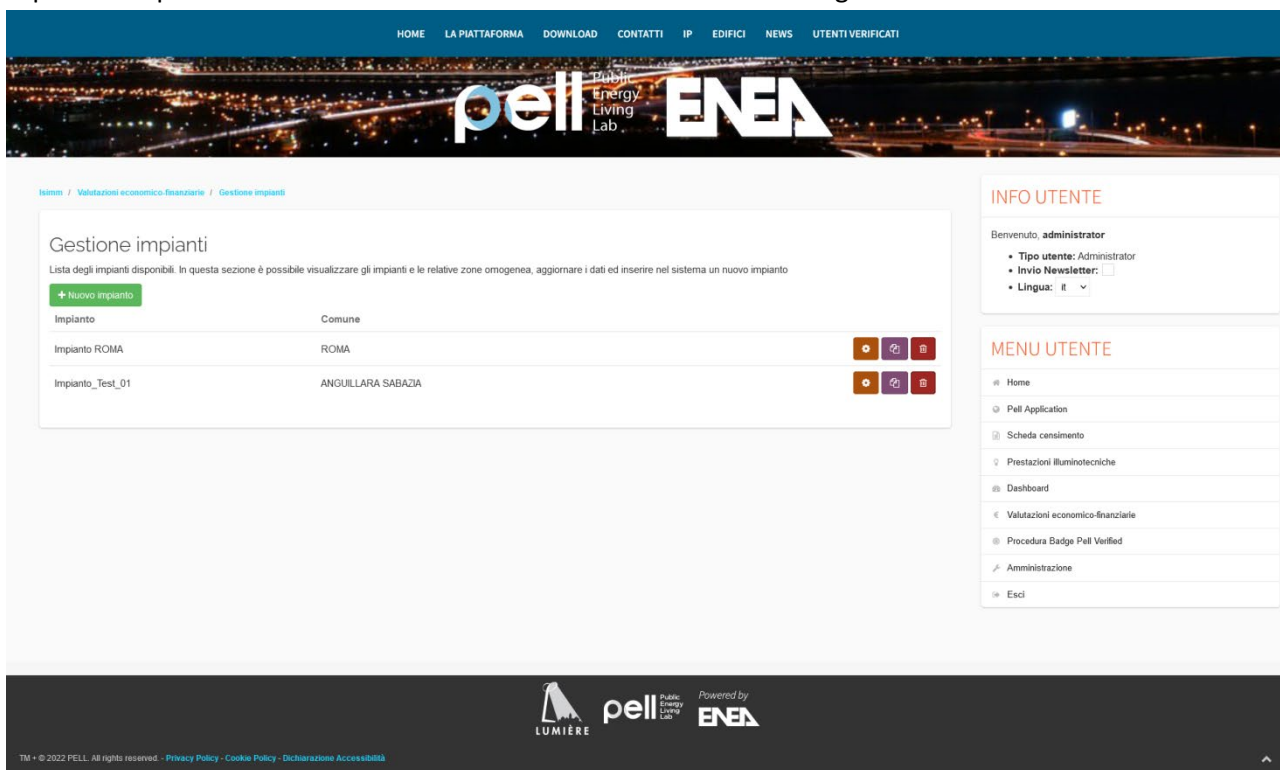 HOME LA PIATTAFORMA DOWNLOAD CONTATTI IP EDIFICI NEWS UTENTI VERIFICATI
pell Public Energy Living Lab ENEA
Isimm / Valutazioni economico-finanziarie / Gestione impianti
Gestione impianti
Lista degli impianti disponibili. In questa sezione è possibile visualizzare gli impianti e le relative zone omogenea, aggiornare i dati ed inserire nel sistema un nuovo impianto
+ Nuovo impianto
Impianto Comune
Impianto ROMA ROMA
Impianto_Test_01 ANGUILLARA SABAZIA
INFO UTENTE
Benvenuto, administrator
• Tipo utente: Administrator
• Invio Newsletter:
• Lingua: it
MENU UTENTE
Home
Pell Application
Scheda censimento
Prestazioni illuminotecniche
Dashboard
€ Valutazioni economico-finanziarie
Procedura Badge Pell Verified
Amministrazione
Esci
LUMIÈRE
pell Public Energy Living Lab
Powered by
ENEA
TM + © 2022 PELL. All rights reserved. - Privacy Policy - Cookie Policy - Dichiarazione Accessibilità